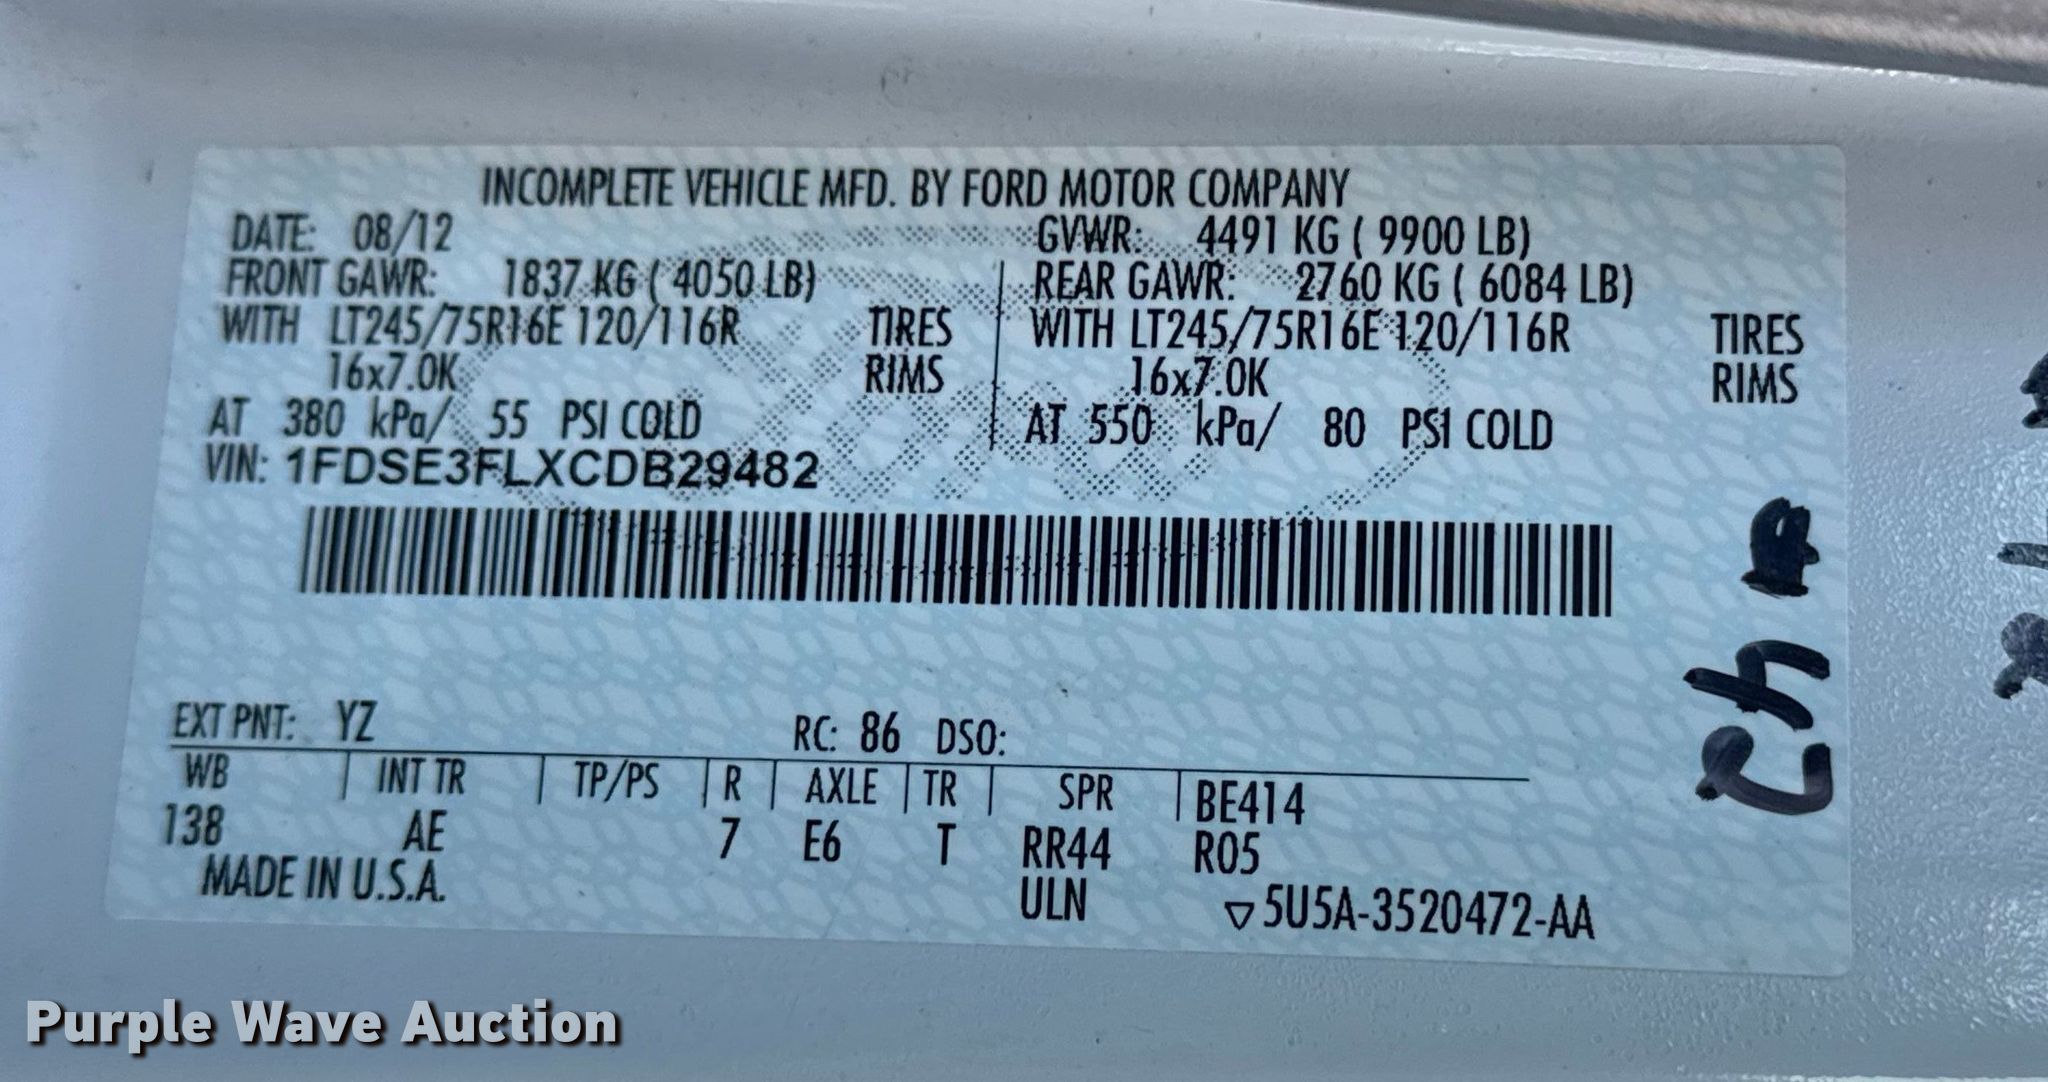 INCOMPLETE VEHICLE MFD. BY FORD MOTOR COMPANY
DATE: 08/12 GVWR: 4491 KG ( 9900 LB)
FRONT GAWR: 1837 KG ( 4050 LB) REAR GAWR: 2760 KG ( 6084 LB)
WITH LT245/75R16E 120/116R TIRES WITH LT245/75R16E 120/116R TIRES
16x7.0K RIMS 16x7.0K RIMS
AT 380 kPa/ 55 PSI COLD AT 550 kPa/ 80 PSI COLD
VIN: 1FDSE3FLXCDB29482
EXT PNT: YZ RC: 86 DSO:
WB INT TR TP/PS R AXLE TR SPR BE414
138 AE 7 E6 T RR44 R05
MADE IN U.S.A. ULN ▽5U5A-3520472-AA
Purple Wave Auction